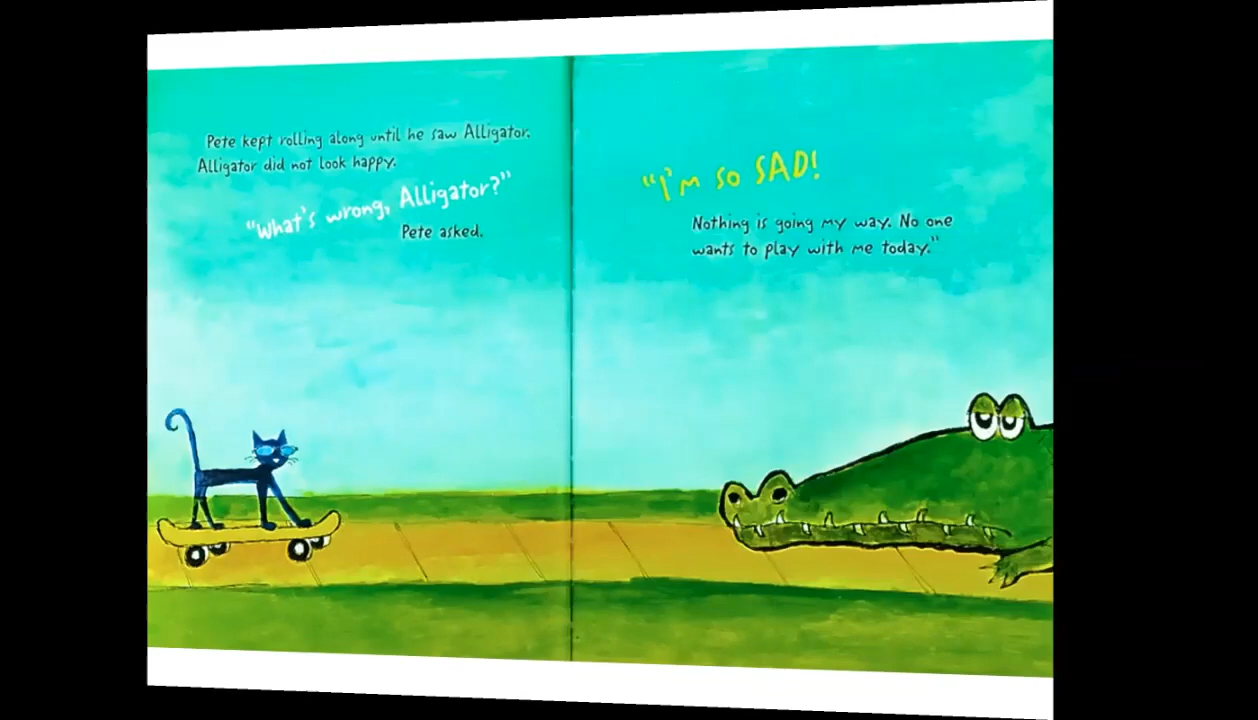 Pete kept rolling along until he saw Alligator.
Alligator did not look happy.
"What's wrong, Alligator?"
Pete asked.
"I'm so SAD!
Nothing is going my way. No one
wants to play with me today."